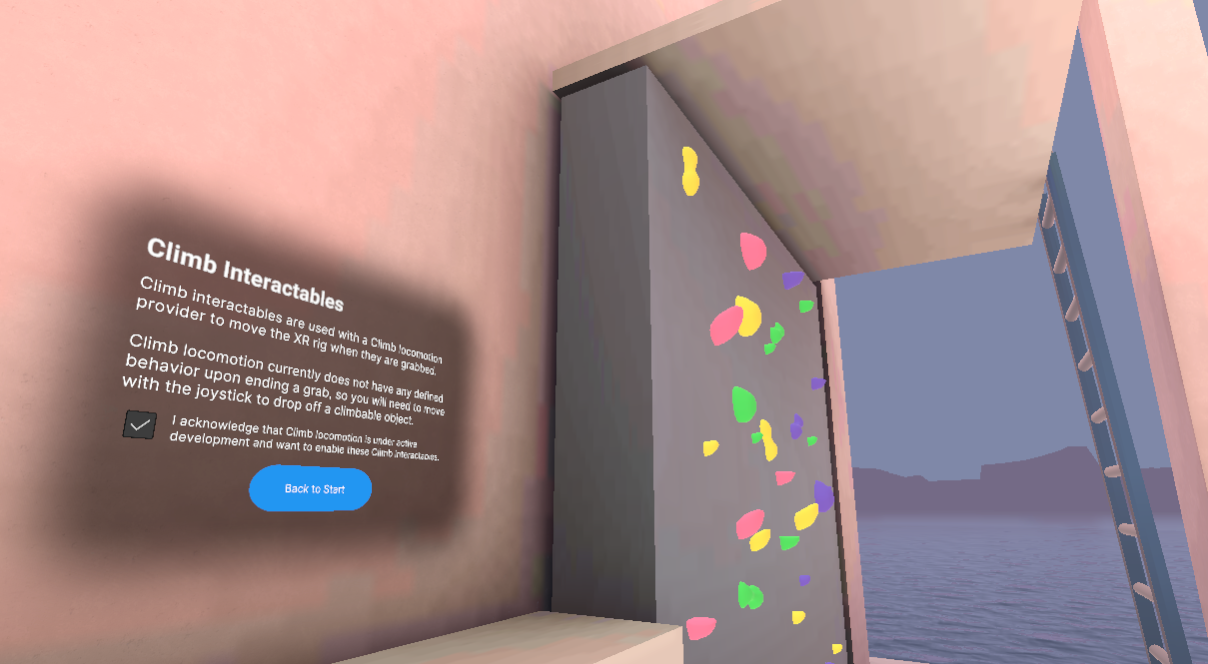 Climb Interactables
Climb interactables are used with a Climb locomotion
provider to move the XR rig when they are grabbed.
Climb locomotion currently does not have any defined
behavior upon ending a grab, so you will need to move
with the joystick to drop off a climbable object.
I acknowledge that Climb locomotion is under active
development and want to enable these Climb Interactables.
Back to Start